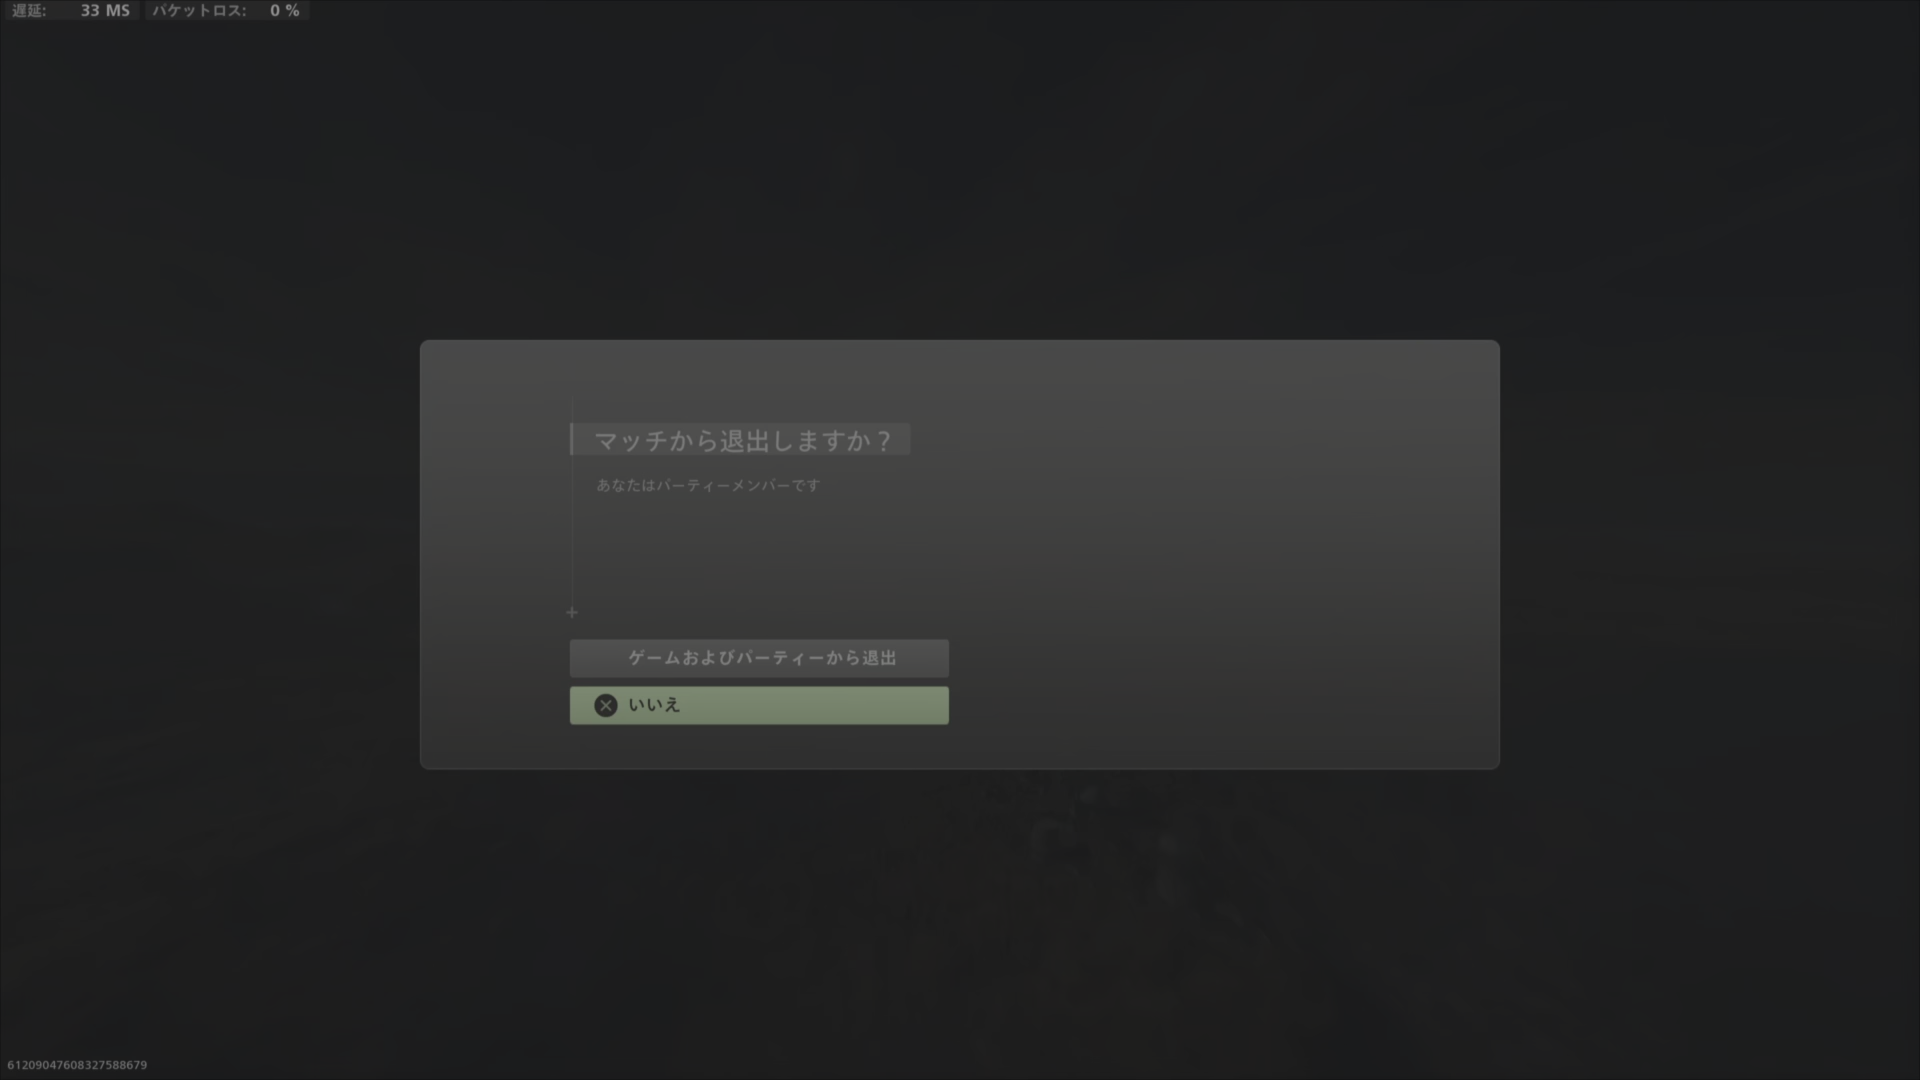 遅延: 33 MS パケットロス: 0 %
マッチから退出しますか？
あなたはパーティーメンバーです
ゲームおよびパーティーから退出
いいえ
61209047608327588679